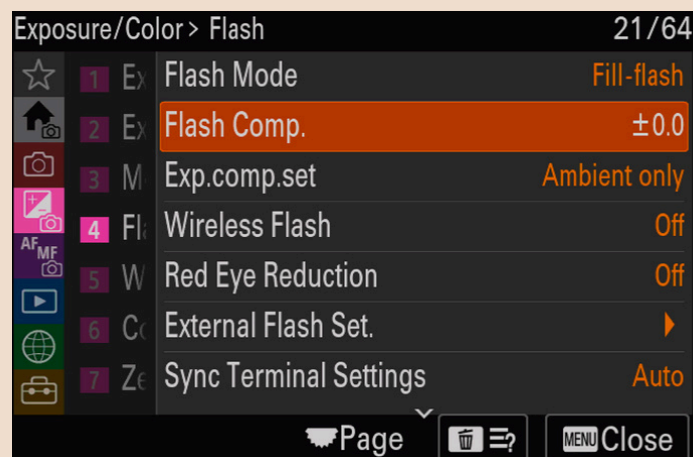 Exposure/Color > Flash 21/64
Flash Mode Fill-flash
Flash Comp. ±0.0
Exp.comp.set Ambient only
Wireless Flash Off
Red Eye Reduction Off
External Flash Set.
Sync Terminal Settings Auto
1 Ex
2 Ex
3 M
4 Fl
5 W
6 Co
7 Ze
AF MF
Page ? MENU Close